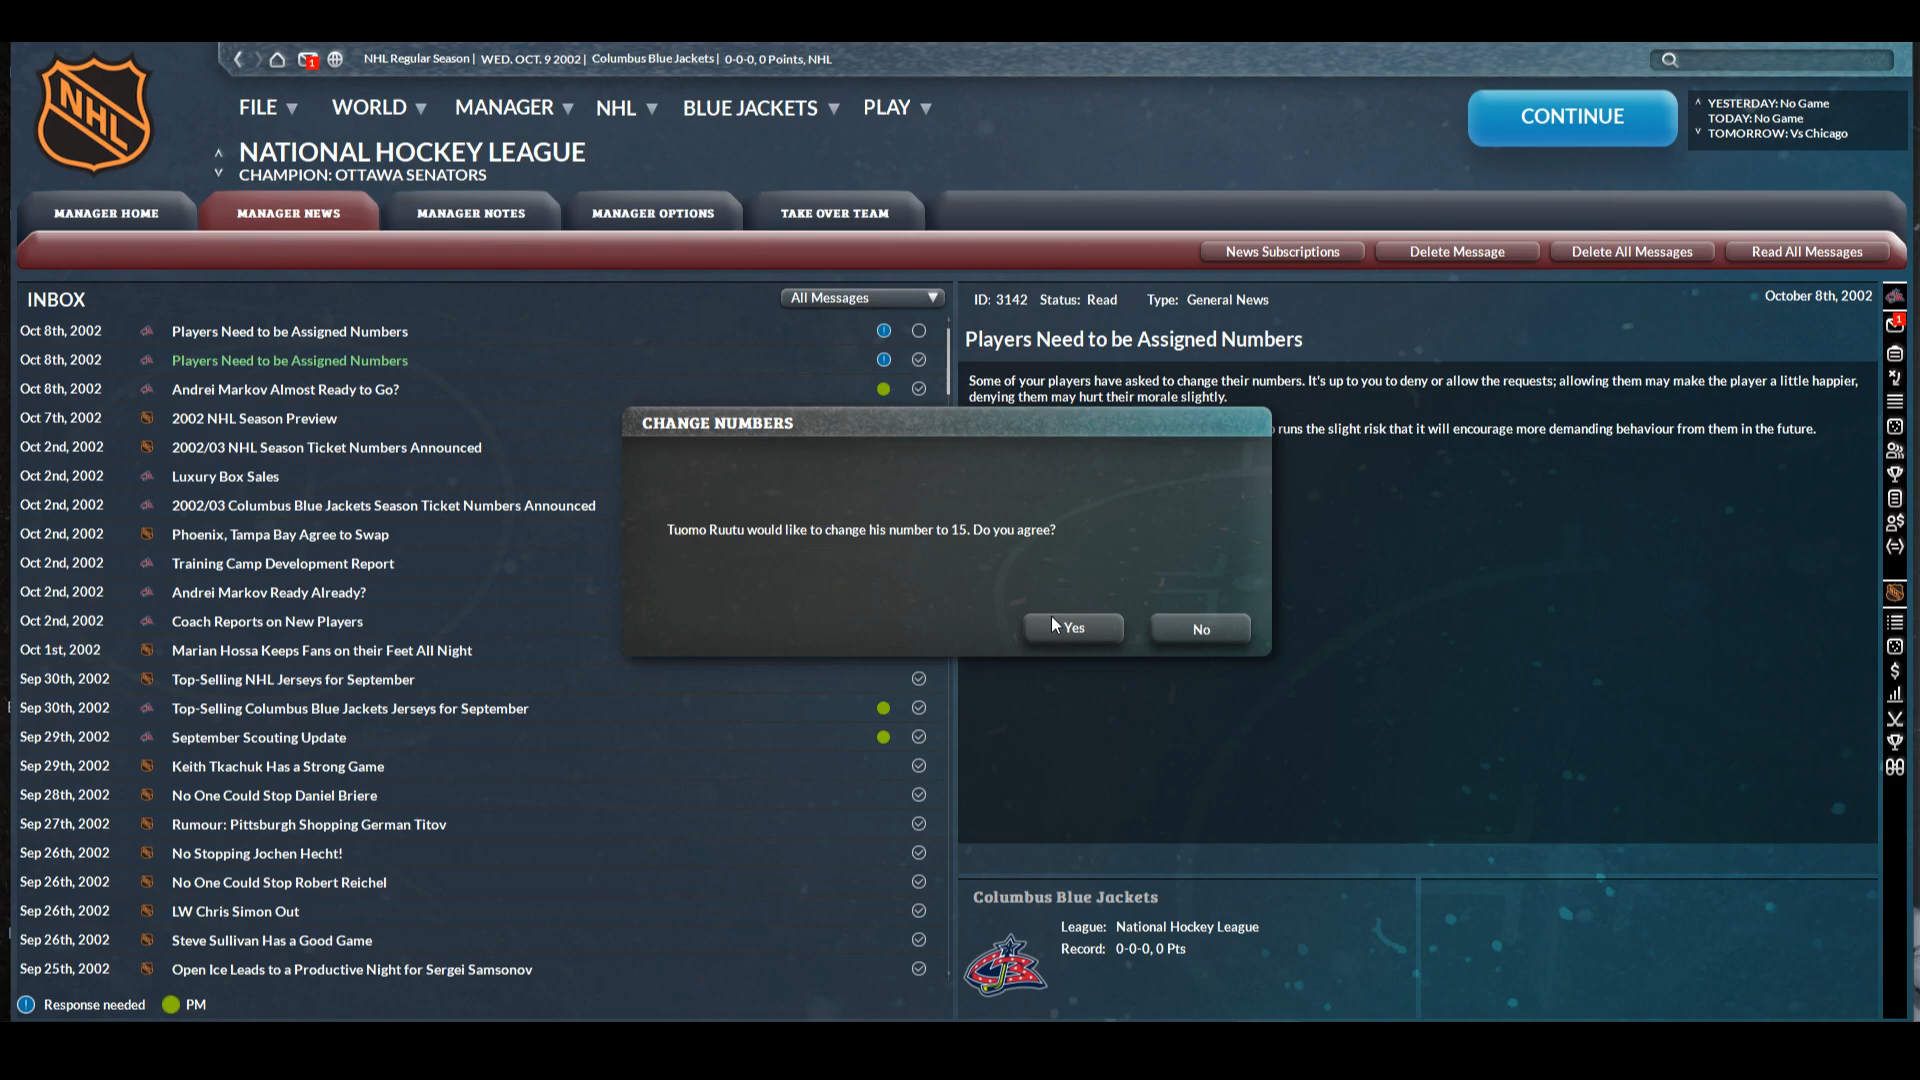 NHL
1
NHL Regular Season | WED. OCT. 9 2002 | Columbus Blue Jackets | 0-0-0, 0 Points, NHL
FILE WORLD MANAGER NHL BLUE JACKETS PLAY
CONTINUE
YESTERDAY: No Game
TODAY: No Game
TOMORROW: Vs Chicago
NATIONAL HOCKEY LEAGUE
CHAMPION: OTTAWA SENATORS
MANAGER HOME MANAGER NEWS MANAGER NOTES MANAGER OPTIONS TAKE OVER TEAM
News Subscriptions Delete Message Delete All Messages Read All Messages
INBOX All Messages
Oct 8th, 2002 Players Need to be Assigned Numbers
Oct 8th, 2002 Players Need to be Assigned Numbers
Oct 8th, 2002 Andrei Markov Almost Ready to Go?
Oct 7th, 2002 2002 NHL Season Preview
Oct 2nd, 2002 2002/03 NHL Season Ticket Numbers Announced
Oct 2nd, 2002 Luxury Box Sales
Oct 2nd, 2002 2002/03 Columbus Blue Jackets Season Ticket Numbers Announced
Oct 2nd, 2002 Phoenix, Tampa Bay Agree to Swap
Oct 2nd, 2002 Training Camp Development Report
Oct 2nd, 2002 Andrei Markov Ready Already?
Oct 2nd, 2002 Coach Reports on New Players
Oct 1st, 2002 Marian Hossa Keeps Fans on their Feet All Night
Sep 30th, 2002 Top-Selling NHL Jerseys for September
Sep 30th, 2002 Top-Selling Columbus Blue Jackets Jerseys for September
Sep 29th, 2002 September Scouting Update
Sep 29th, 2002 Keith Tkachuk Has a Strong Game
Sep 28th, 2002 No One Could Stop Daniel Briere
Sep 27th, 2002 Rumour: Pittsburgh Shopping German Titov
Sep 26th, 2002 No Stopping Jochen Hecht!
Sep 26th, 2002 No One Could Stop Robert Reichel
Sep 26th, 2002 LW Chris Simon Out
Sep 26th, 2002 Steve Sullivan Has a Good Game
Sep 25th, 2002 Open Ice Leads to a Productive Night for Sergei Samsonov
Response needed PM
ID: 3142 Status: Read Type: General News October 8th, 2002
Players Need to be Assigned Numbers
Some of your players have asked to change their numbers. It's up to you to deny or allow the requests; allowing them may make the player a little happier,
denying them may hurt their morale slightly.
runs the slight risk that it will encourage more demanding behaviour from them in the future.
CHANGE NUMBERS
Tuomo Ruutu would like to change his number to 15. Do you agree?
Yes No
Columbus Blue Jackets
League: National Hockey League
Record: 0-0-0, 0 Pts
1